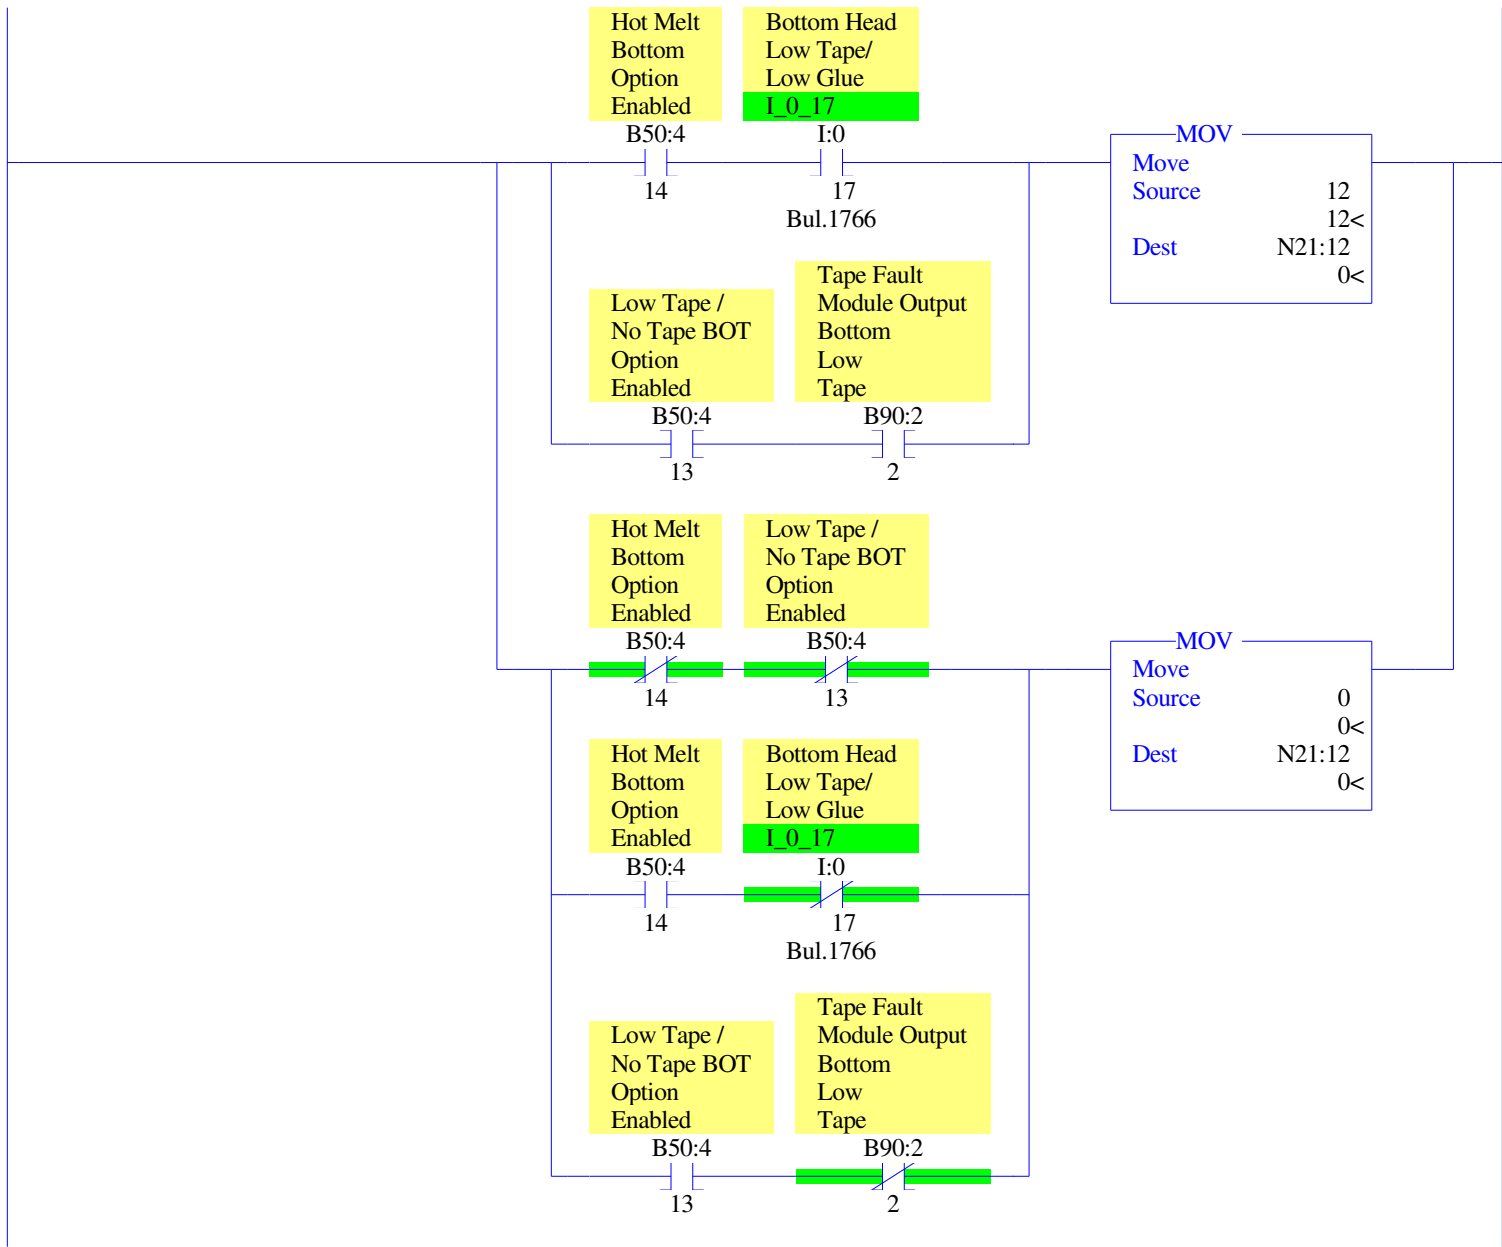 Hot Melt
Bottom
Option
Enabled
B50:4
14
Bottom Head
Low Tape/
Low Glue
I_0_17
I:0
17
Bul.1766
MOV
Move
Source 12
12<
Dest N21:12
0<
Low Tape /
No Tape BOT
Option
Enabled
B50:4
13
Tape Fault
Module Output
Bottom
Low
Tape
B90:2
2
Hot Melt
Bottom
Option
Enabled
B50:4
14
Low Tape /
No Tape BOT
Option
Enabled
B50:4
13
MOV
Move
Source 0
0<
Dest N21:12
0<
Hot Melt
Bottom
Option
Enabled
B50:4
14
Bottom Head
Low Tape/
Low Glue
I_0_17
I:0
17
Bul.1766
Low Tape /
No Tape BOT
Option
Enabled
B50:4
13
Tape Fault
Module Output
Bottom
Low
Tape
B90:2
2